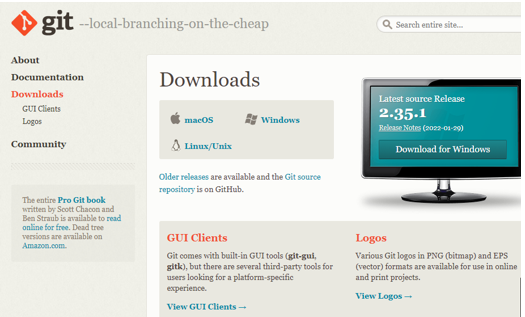 git --local-branching-on-the-cheap
Search entire site...
About
Documentation
Downloads
GUI Clients
Logos
Community
The entire Pro Git book
written by Scott Chacon and
Ben Straub is available to read
online for free. Dead tree
versions are available on
Amazon.com.
Downloads
macOS
Windows
Linux/Unix
Older releases are available and the Git source
repository is on GitHub.
Latest source Release
2.35.1
Release Notes (2022-01-29)
Download for Windows
GUI Clients
Git comes with built-in GUI tools (git-gui,
gitk), but there are several third-party tools for
users looking for a platform-specific
experience.
View GUI Clients →
Logos
Various Git logos in PNG (bitmap) and EPS
(vector) formats are available for use in online
and print projects.
View Logos →